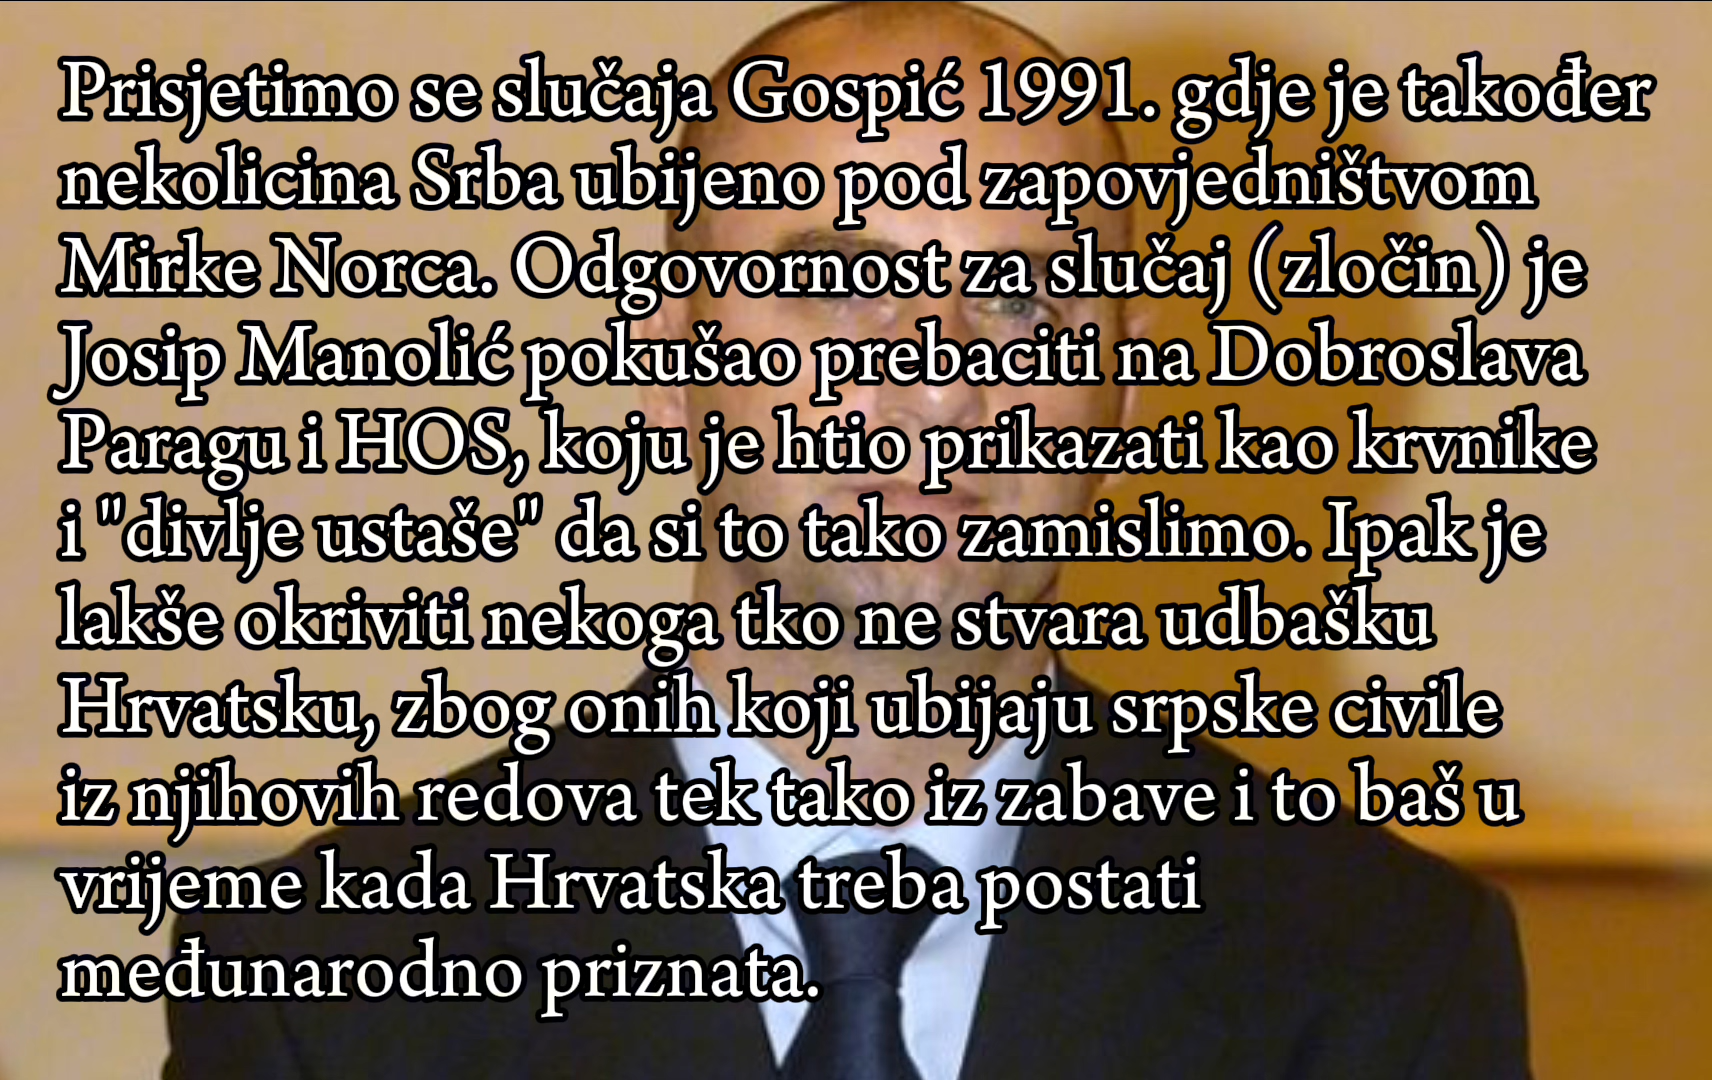 Prisjetimo se slučaja Gospić 1991. gdje je također
nekolicina Srba ubijeno pod zapovjedništvom
Mirke Norca. Odgovornost za slučaj (zločin) je
Josip Manolić pokušao prebaciti na Dobroslava
Paragu i HOS, koju je htio prikazati kao krvnike
i "divlje ustaše" da si to tako zamislimo. Ipak je
lakše okriviti nekoga tko ne stvara udbašku
Hrvatsku, zbog onih koji ubijaju srpske civile
iz njihovih redova tek tako iz zabave i to baš u
vrijeme kada Hrvatska treba postati
međunarodno priznata.